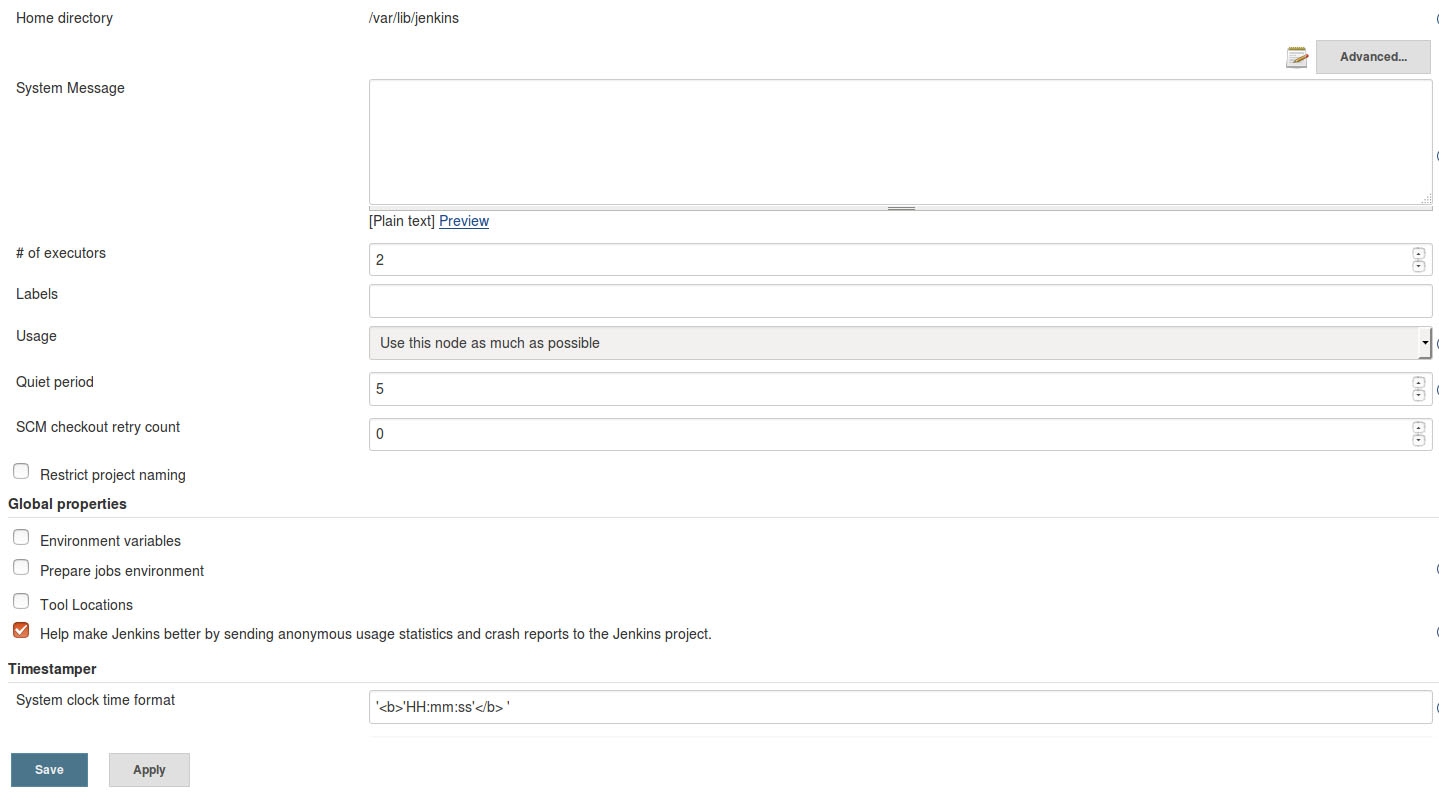 Home directory /var/lib/jenkins
Advanced...
System Message
[Plain text] Preview
# of executors 2
Labels
Usage Use this node as much as possible
Quiet period 5
SCM checkout retry count 0
Restrict project naming
Global properties
Environment variables
Prepare jobs environment
Tool Locations
Help make Jenkins better by sending anonymous usage statistics and crash reports to the Jenkins project.
Timestamper
System clock time format '<b>'HH:mm:ss'</b> '
Save Apply